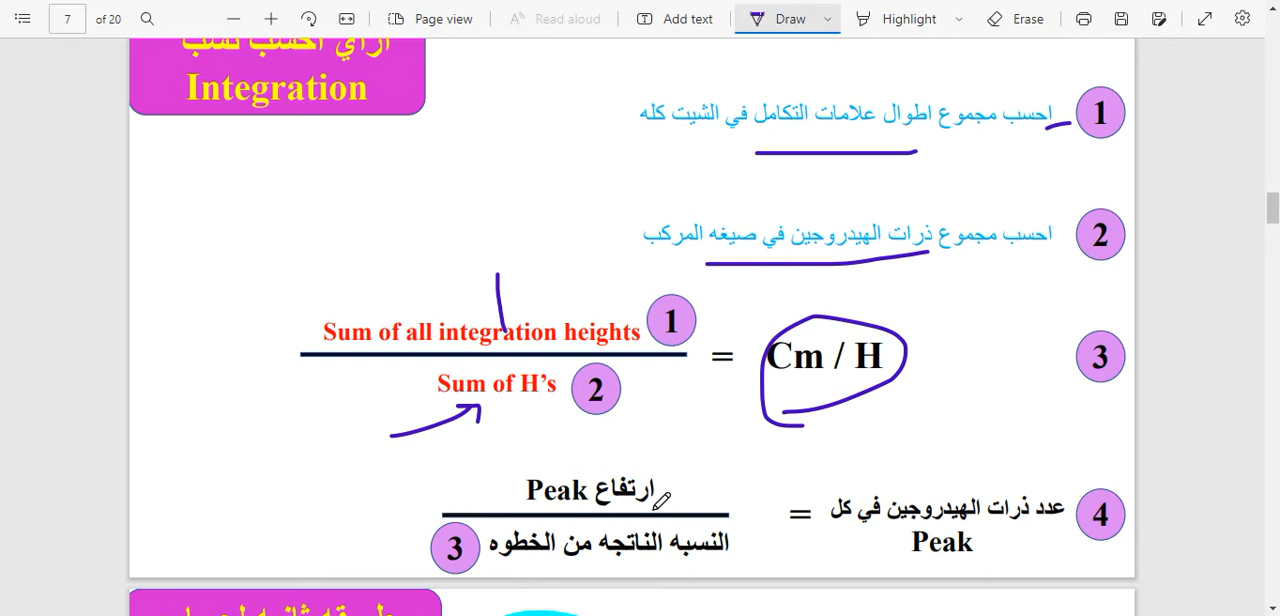 7 of 20 Page view Read aloud Add text Draw Highlight Erase
ازاي احسب نسب
Integration
احسب مجموع اطوال علامات التكامل في الشيت كله 1
احسب مجموع ذرات الهيدروجين في صيغه المركب 2
Sum of all integration heights 1
Sum of H's 2
= Cm / H 3
ارتفاع Peak
النسبه الناتجه من الخطوه 3
= عدد ذرات الهيدروجين في كل 4
Peak